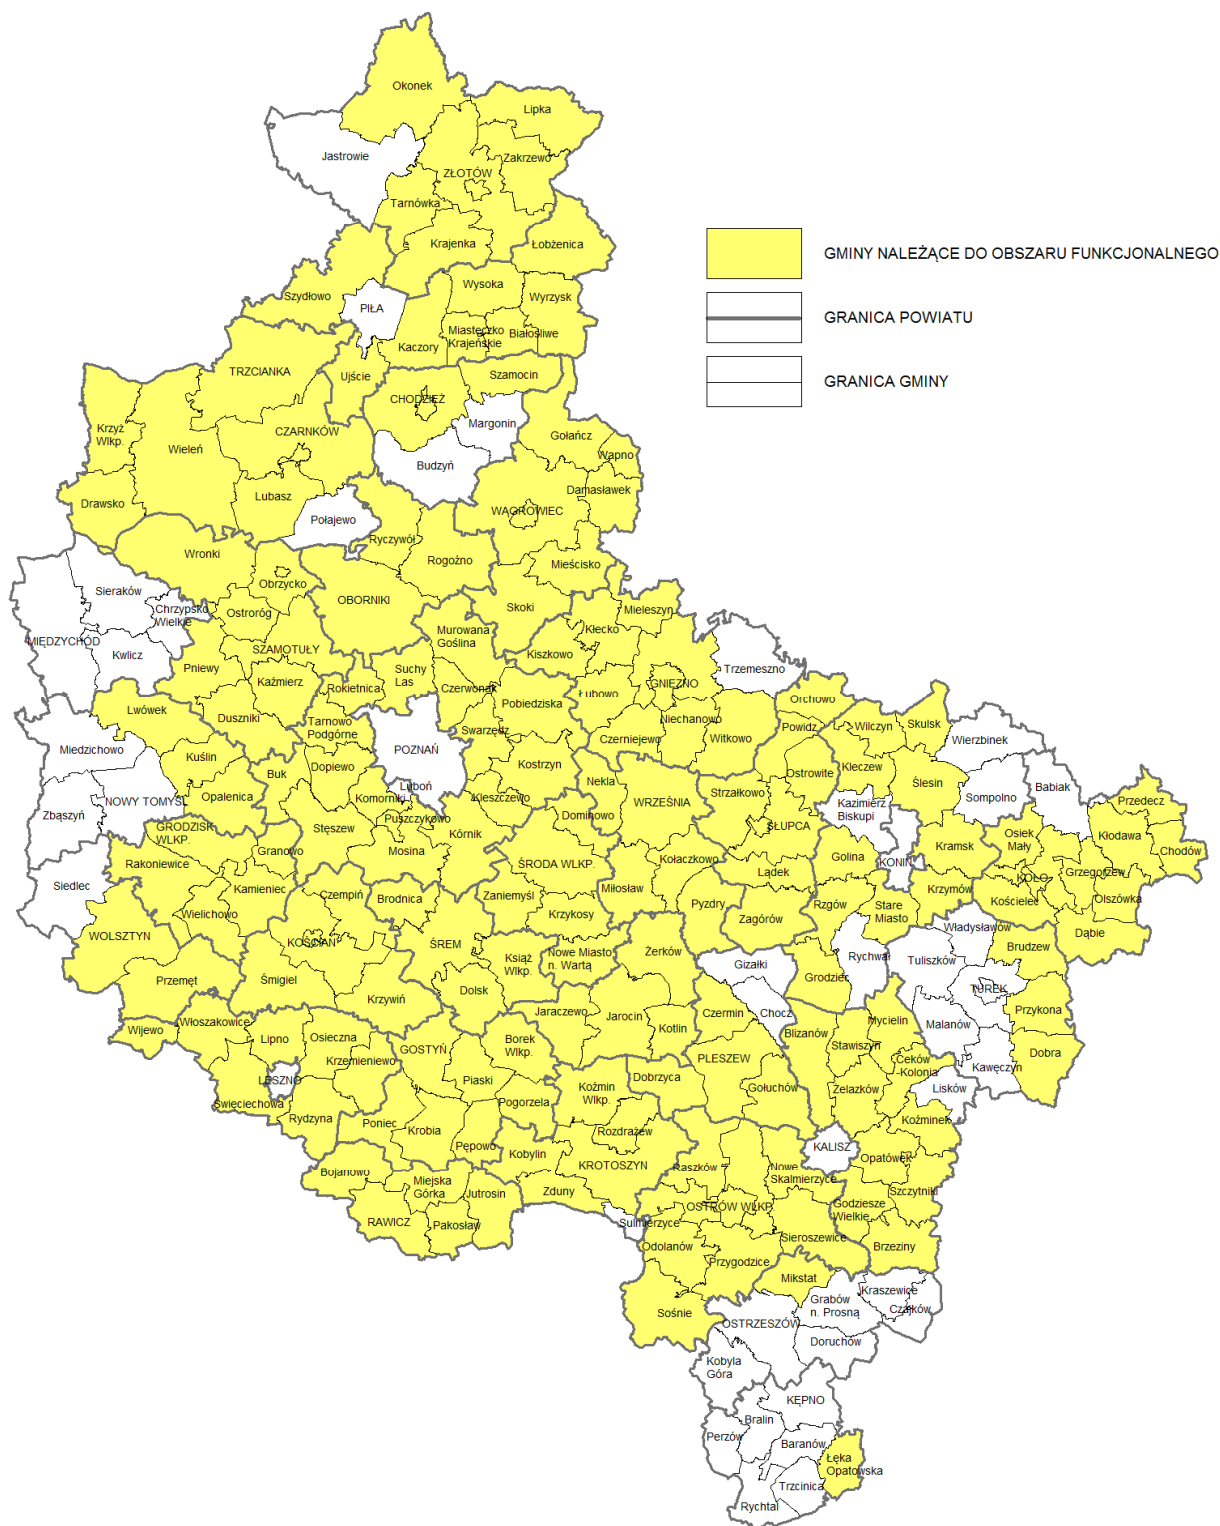 Okonek
Lipka
Jastrowie
Zakrzewo
ZŁOTÓW
Tarnówka
Krajenka
Łobżenica
GMINY NALEŻĄCE DO OBSZARU FUNKCJONALNEGO
Szydłowo
PIŁA
Wysoka
Wyrzysk
GRANICA POWIATU
Miasteczko
Krajeńskie
Białośliwe
Kaczory
TRZCIANKA
Ujście
Szamocin
GRANICA GMINY
CHODZIEŻ
Margonin
Krzyż
Wlkp.
Wieleń
CZARNKÓW
Gołańcz
Wapno
Budzyń
Drawsko
Lubasz
Damasławek
Połajewo
WĄGROWIEC
Ryczywół
Wronki
Rogoźno
Mieścisko
Sieraków
Obrzycko
OBORNIKI
Chrzypsko
Wielkie
Ostroróg
Skoki
Mieleszyn
MIĘDZYCHÓD
Kwilcz
SZAMOTUŁY
Murowana
Goślina
Kłecko
Kiszkowo
Pniewy
Kaźmierz
Rokietnica
Suchy
Las
Czerwonak
Trzemeszno
Łubowo
GNIEZNO
Pobiedziska
Orchowo
Lwówek
Duszniki
Tarnowo
Podgórne
Swarzędz
Niechanowo
Czerniejewo
Witkowo
Powidz
Wilczyn
Skulsk
Wierzbinek
Miedzichowo
Kuślin
POZNAŃ
Buk
Dopiewo
Kostrzyn
Nekla
Ostrowite
Kleczew
Ślesin
Babiak
Zbąszyń
NOWY TOMYŚL
Opalenica
Luboń
Komorniki
Kleszczewo
WRZEŚNIA
Strzałkowo
Kazimierz
Biskupi
Sompolno
Przedecz
GRODZISK
WLKP.
Stęszew
Puszczykowo
Kórnik
Dominowo
SŁUPCA
Osiek
Mały
Kłodawa
Rakoniewice
Granowo
Mosina
ŚRODA WLKP.
Kołaczkowo
Golina
KONIN
Kramsk
Chodów
Siedlec
Kamieniec
Czempiń
Brodnica
Zaniemyśl
Miłosław
Lądek
KOŁO
Grzegorzew
Krzymów
Kościelec
Olszówka
Wielichowo
Krzykosy
Pyzdry
Zagórów
Rzgów
Stare
Miasto
WOLSZTYN
KOŚCIAN
ŚREM
Władysławów
Dąbie
Książ
Wlkp.
Nowe Miasto
n. Wartą
Żerków
Gizałki
Rychwał
Tuliszków
Brudzew
Przemęt
Śmigiel
Krzywiń
Dolsk
Grodziec
TUREK
Jaraczewo
Jarocin
Czermin
Chocz
Mycielin
Malanów
Przykona
Wijewo
Włoszakowice
Lipno
Osieczna
Kotlin
Blizanów
Stawiszyn
Krzemieniewo
GOSTYŃ
Borek
Wlkp.
PLESZEW
Ceków
-Kolonia
Kawęczyn
Dobra
LESZNO
Piaski
Koźmin
Wlkp.
Dobrzyca
Gołuchów
Żelazków
Lisków
Święciechowa
Rydzyna
Poniec
Krobia
Pogorzela
Koźminek
Pępowo
Kobylin
Rozdrażew
KROTOSZYN
KALISZ
Opatówek
Bojanowo
Miejska
Górka
Jutrosin
Zduny
Raszków
Nowe
Skalmierzyce
Szczytniki
RAWICZ
Pakosław
Sulmierzyce
OSTRÓW WLKP.
Godziesze
Wielkie
Odolanów
Sieroszewice
Brzeziny
Przygodzice
Mikstat
Sośnie
Grabów
n. Prosną
Kraszewice
Czajków
OSTRZESZÓW
Doruchów
Kobyla
Góra
KĘPNO
Bralin
Perzów
Baranów
Łęka
Opatowska
Trzcinica
Rychtal